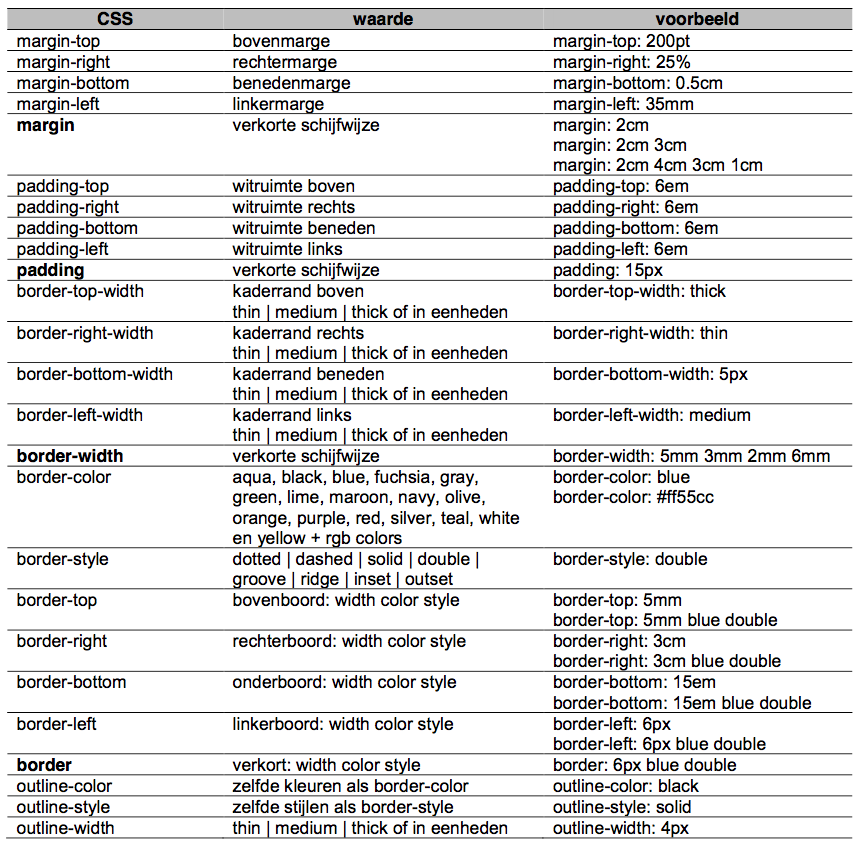 CSS waarde voorbeeld
margin-top bovenmarge margin-top: 200pt
margin-right rechtermarge margin-right: 25%
margin-bottom benedenmarge margin-bottom: 0.5cm
margin-left linkermarge margin-left: 35mm
margin verkorte schijfwijze margin: 2cm
margin: 2cm 3cm
margin: 2cm 4cm 3cm 1cm
padding-top witruimte boven padding-top: 6em
padding-right witruimte rechts padding-right: 6em
padding-bottom witruimte beneden padding-bottom: 6em
padding-left witruimte links padding-left: 6em
padding verkorte schijfwijze padding: 15px
border-top-width kaderrand boven border-top-width: thick
thin | medium | thick of in eenheden
border-right-width kaderrand rechts border-right-width: thin
thin | medium | thick of in eenheden
border-bottom-width kaderrand beneden border-bottom-width: 5px
thin | medium | thick of in eenheden
border-left-width kaderrand links border-left-width: medium
thin | medium | thick of in eenheden
border-width verkorte schijfwijze border-width: 5mm 3mm 2mm 6mm
border-color aqua, black, blue, fuchsia, gray, border-color: blue
green, lime, maroon, navy, olive, border-color: #ff55cc
orange, purple, red, silver, teal, white
en yellow + rgb colors
border-style dotted | dashed | solid | double | border-style: double
groove | ridge | inset | outset
border-top bovenboord: width color style border-top: 5mm
border-top: 5mm blue double
border-right rechterboord: width color style border-right: 3cm
border-right: 3cm blue double
border-bottom onderboord: width color style border-bottom: 15em
border-bottom: 15em blue double
border-left linkerboord: width color style border-left: 6px
border-left: 6px blue double
border verkort: width color style border: 6px blue double
outline-color zelfde kleuren als border-color outline-color: black
outline-style zelfde stijlen als border-style outline-style: solid
outline-width thin | medium | thick of in eenheden outline-width: 4px